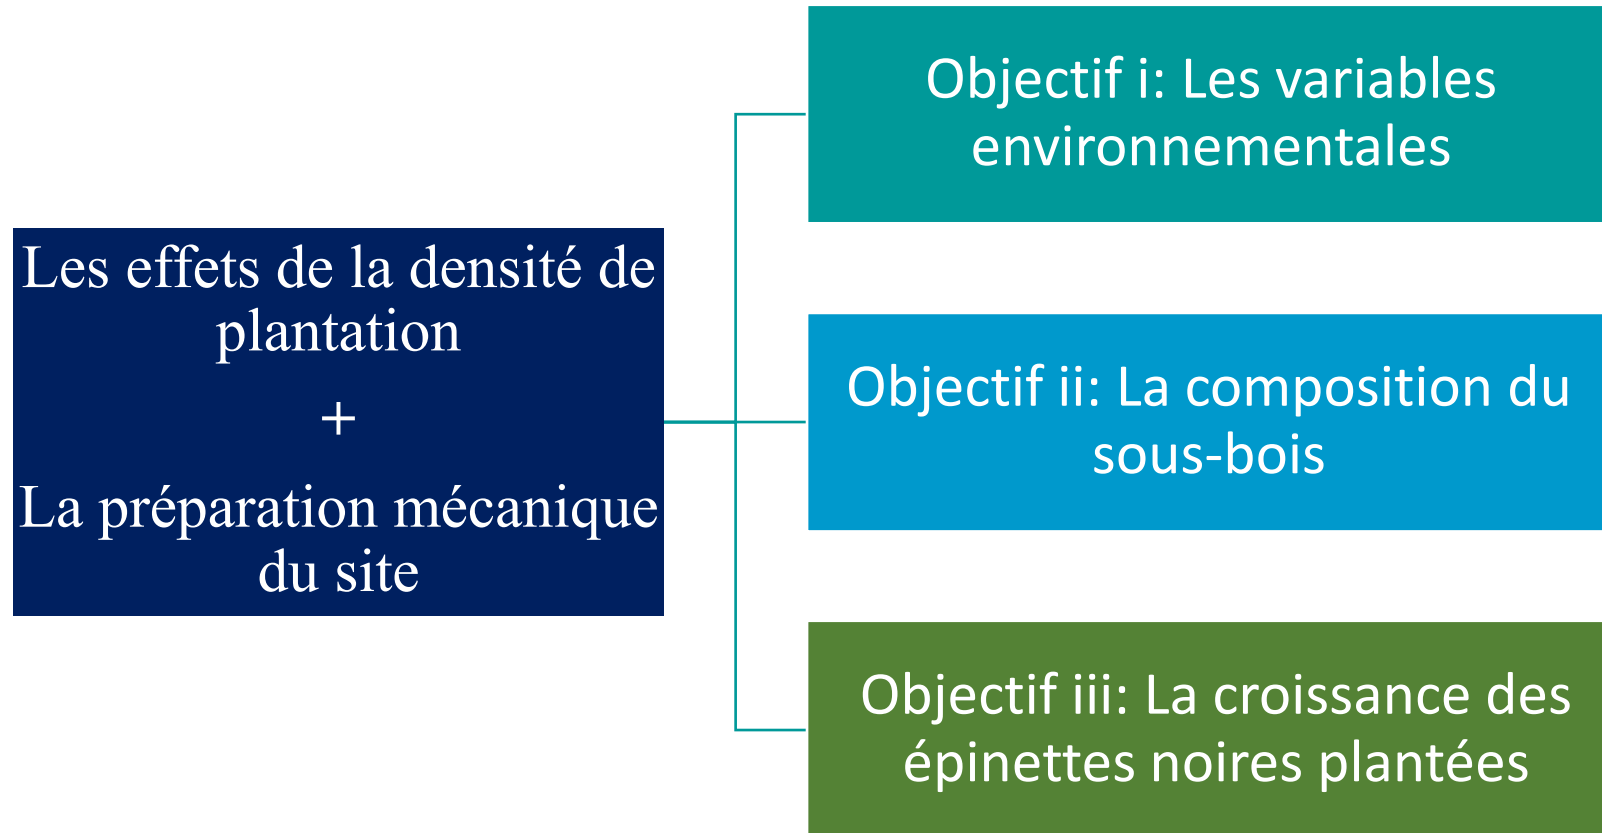 Les effets de la densité de
plantation
+
La préparation mécanique
du site
Objectif i: Les variables
environnementales
Objectif ii: La composition du
sous-bois
Objectif iii: La croissance des
épinettes noires plantées